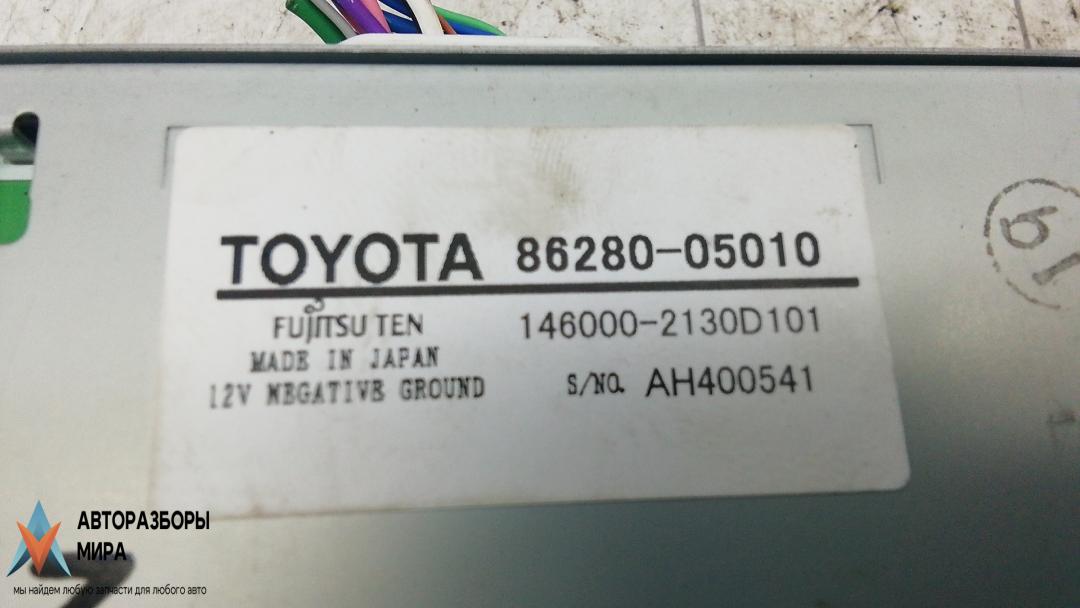 TOYOTA 86280-05010
FUJITSU TEN 146000-2130D101
MADE IN JAPAN
12V NEGATIVE GROUND S/NO. AH400541
19
АВТОРАЗБОРЫ
МИРА
мы найдем любую запчасти для любого авто